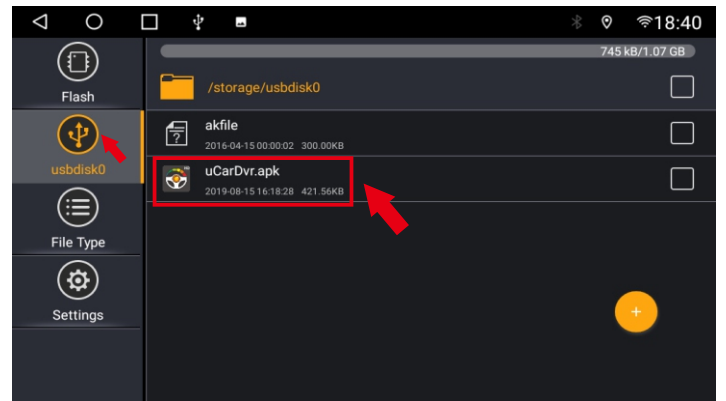 18:40
745 kB/1.07 GB
Flash
/storage/usbdisk0
usbdisk0
akfile
2016-04-15 00:00:02 300.00KB
uCarDvr.apk
2019-08-15 16:18:28 421.56KB
File Type
Settings